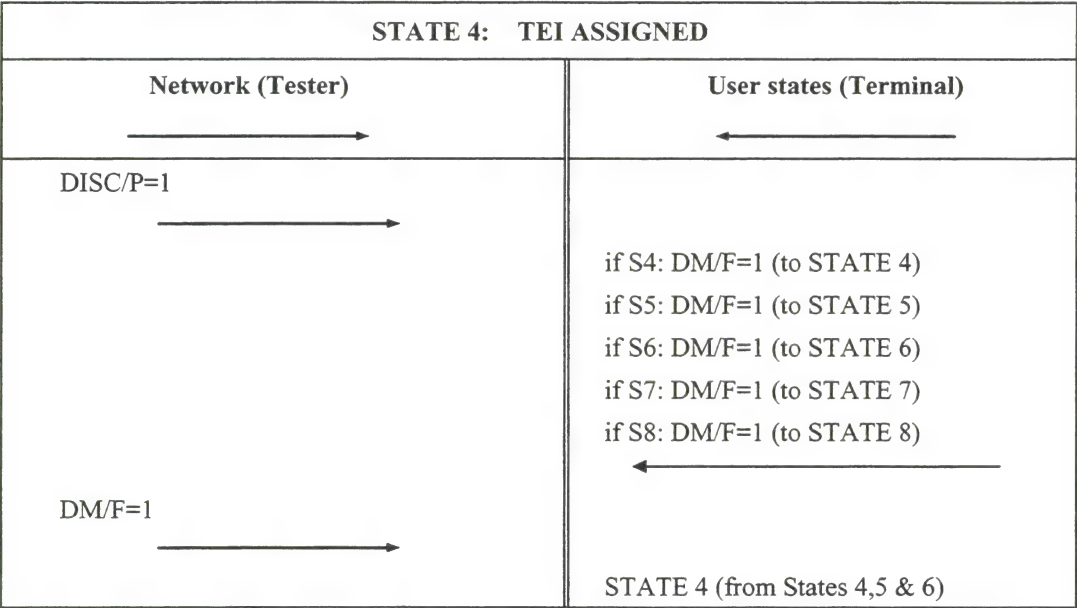 STATE 4: TEI ASSIGNED
Network (Tester)
User states (Terminal)
DISC/P=1
if S4: DM/F=1 (to STATE 4)
if S5: DM/F=1 (to STATE 5)
if S6: DM/F=1 (to STATE 6)
if S7: DM/F=1 (to STATE 7)
if S8: DM/F=1 (to STATE 8)
DM/F=1
STATE 4 (from States 4,5 & 6)